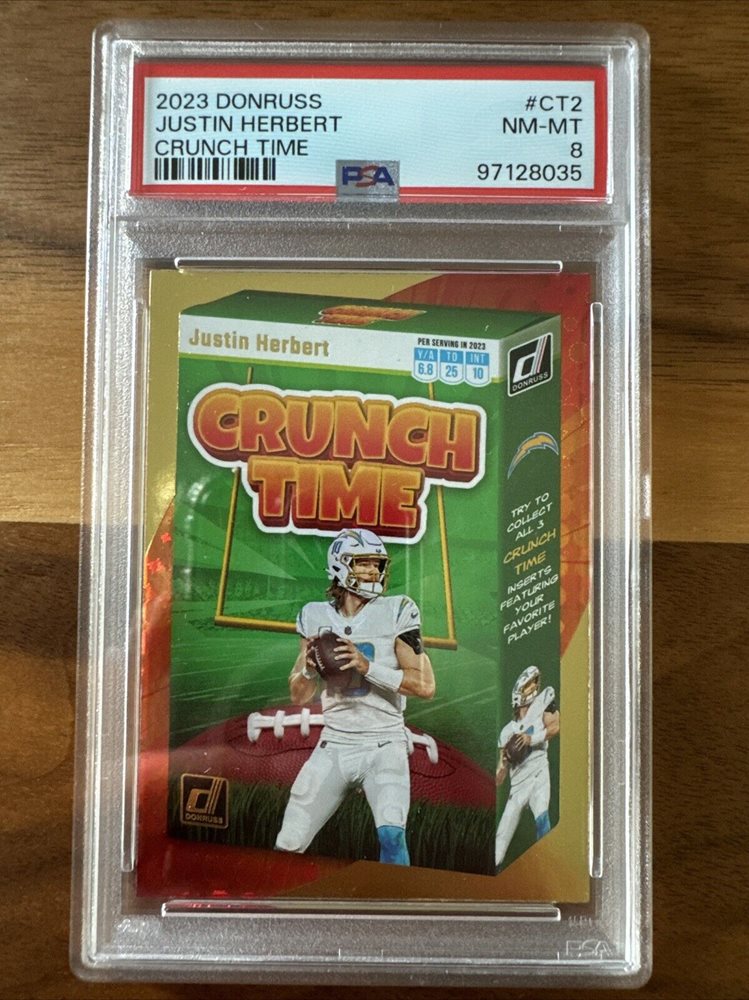 2023 DONRUSS
#CT2
JUSTIN HERBERT
NM-MT
CRUNCH TIME
8
PSA
97128035
Justin Herbert
PER SERVING IN 2023
Y/A TD INT
6.8 25 10
DONRUSS
CRUNCH
TIME
TRY TO
COLLECT
ALL 3
CRUNCH
TIME
INSERTS
FEATURING
YOUR
FAVORITE
PLAYER!
DONRUSS
PSA